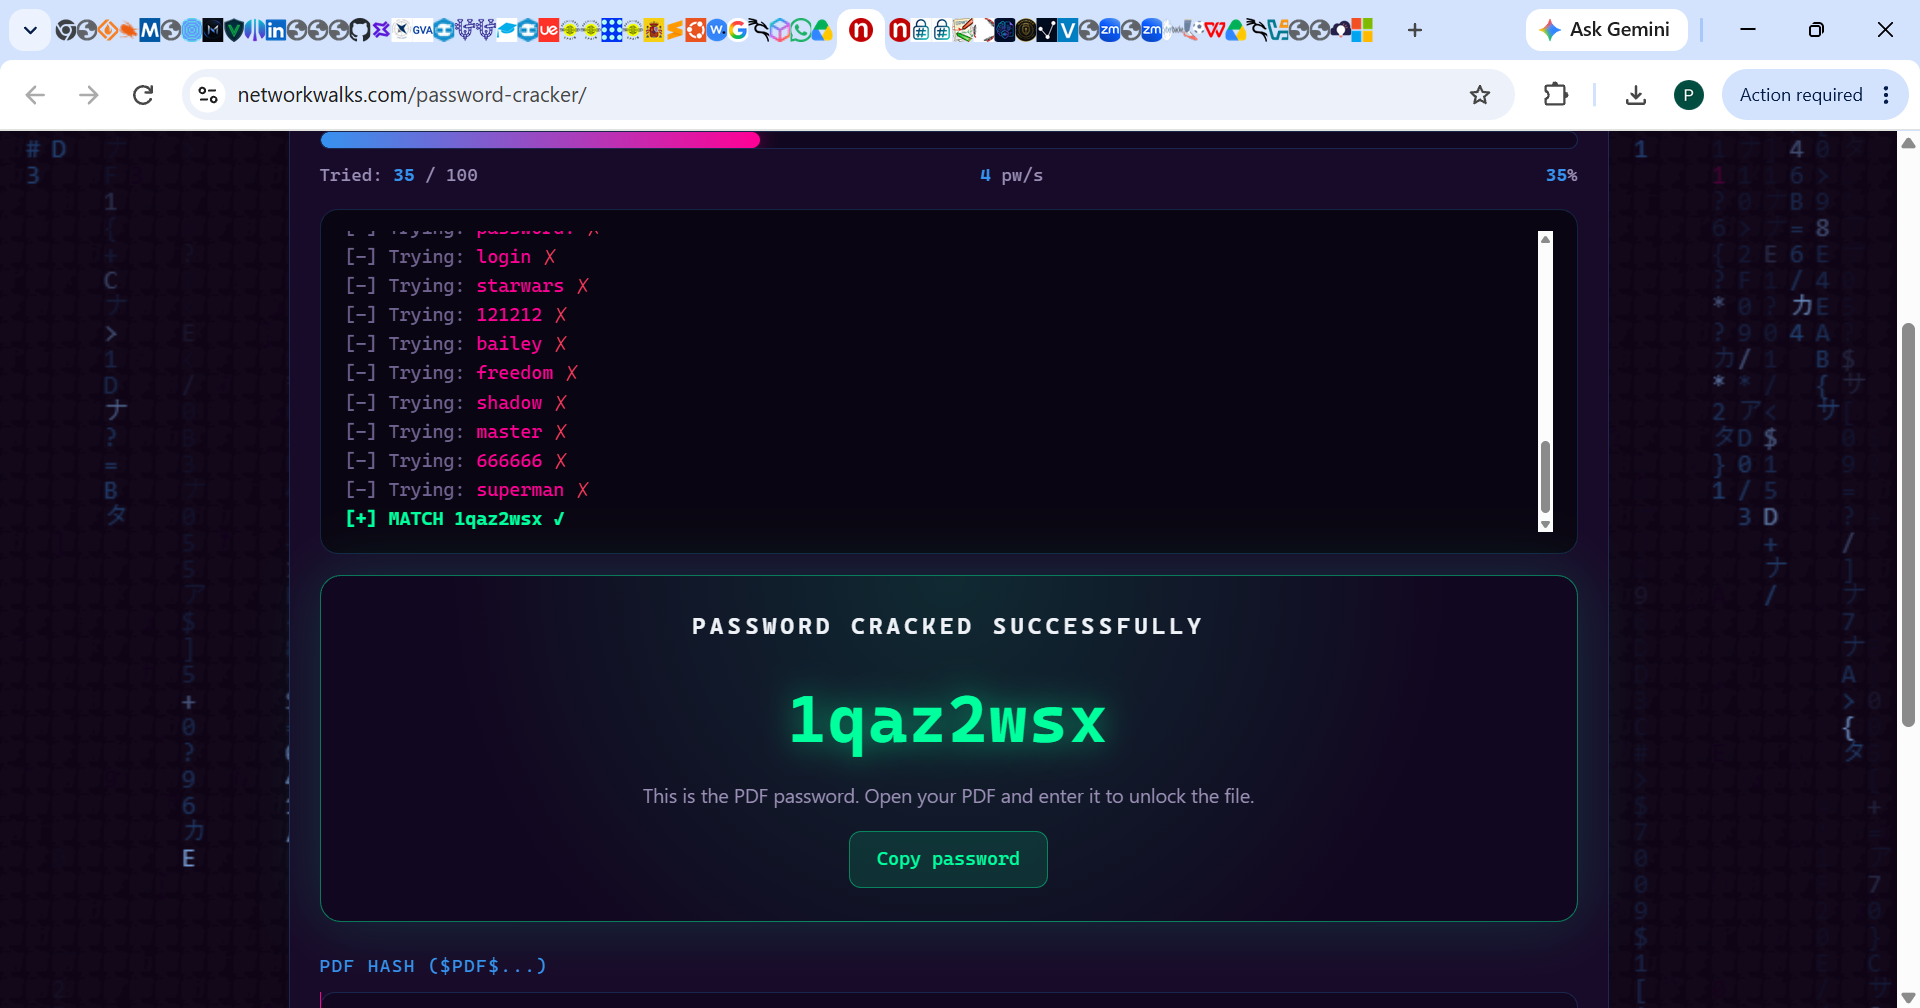 Ask Gemini
networkwalks.com/password-cracker/
P
Action required
Tried: 35 / 100
4 pw/s
35%
[−] Trying: login ✗
[−] Trying: starwars ✗
[−] Trying: 121212 ✗
[−] Trying: bailey ✗
[−] Trying: freedom ✗
[−] Trying: shadow ✗
[−] Trying: master ✗
[−] Trying: 666666 ✗
[−] Trying: superman ✗
[+] MATCH 1qaz2wsx ✓
PASSWORD CRACKED SUCCESSFULLY
1qaz2wsx
This is the PDF password. Open your PDF and enter it to unlock the file.
Copy password
PDF HASH ($PDF$...)